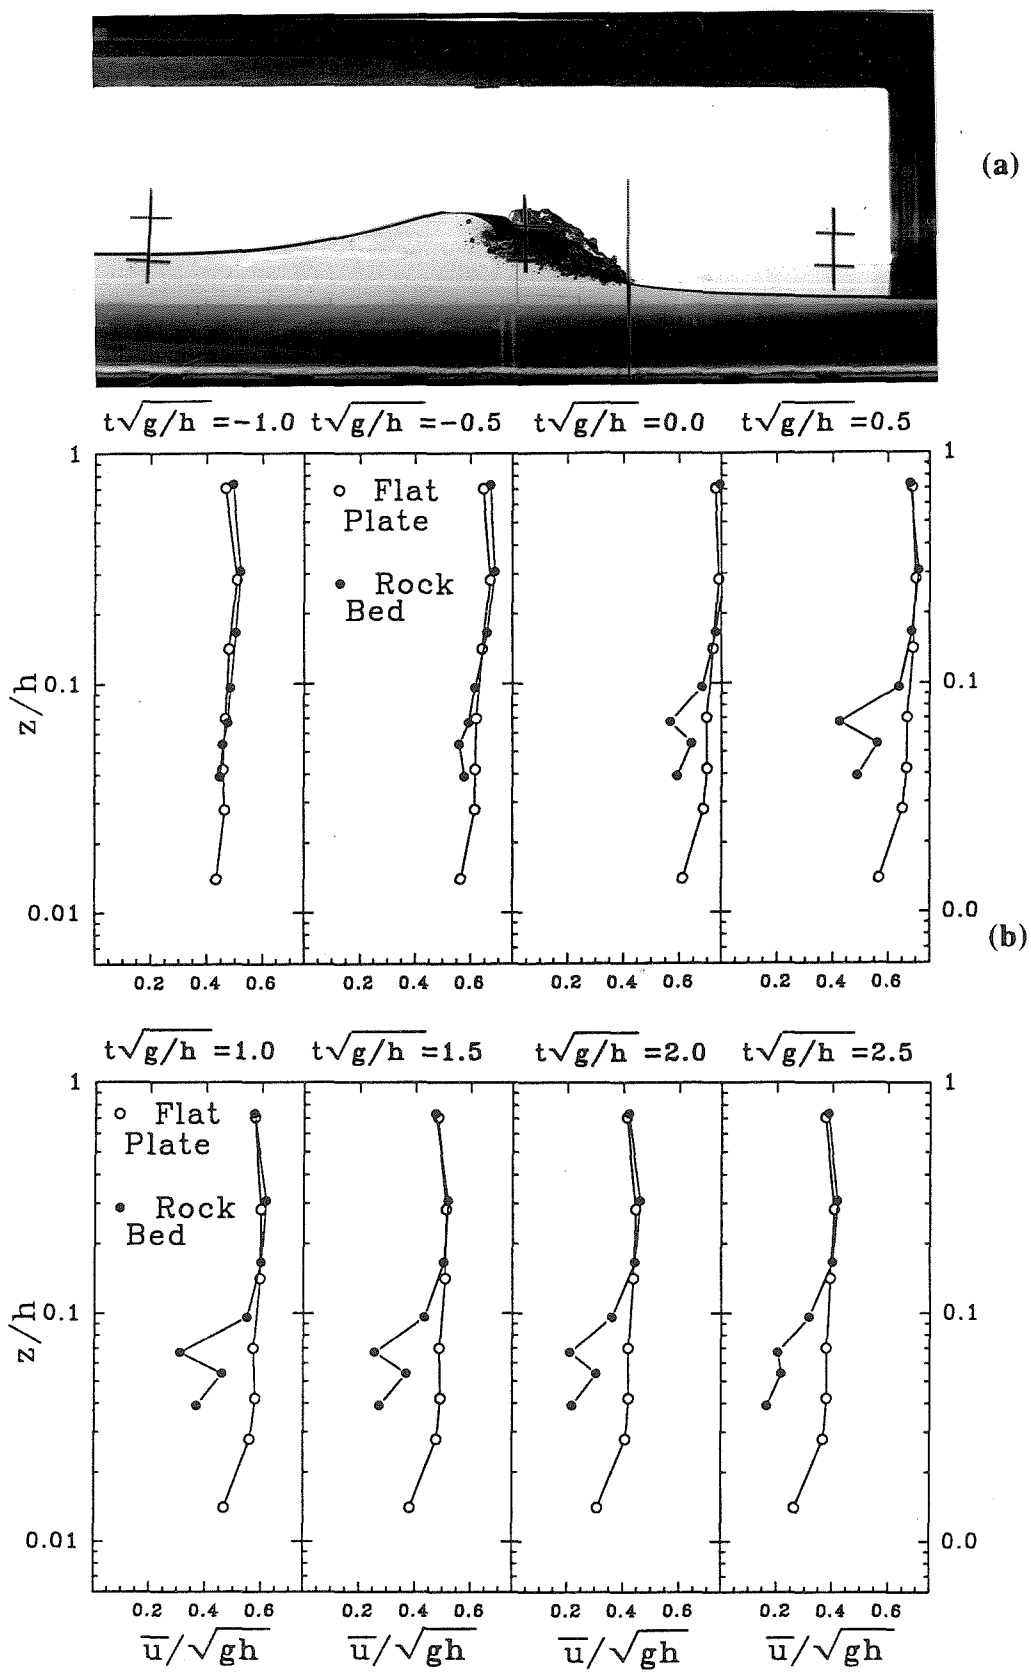 (a)
t√g/h =-1.0 t√g/h =-0.5 t√g/h =0.0 t√g/h =0.5
1 1
Flat
Plate
Rock
Bed
z/h
0.1 0.1
0.01 0.0
(b)
0.2 0.4 0.6 0.2 0.4 0.6 0.2 0.4 0.6 0.2 0.4 0.6
t√g/h =1.0 t√g/h =1.5 t√g/h =2.0 t√g/h =2.5
1 1
Flat
Plate
Rock
Bed
z/h
0.1 0.1
0.01 0.0
0.2 0.4 0.6 0.2 0.4 0.6 0.2 0.4 0.6 0.2 0.4 0.6
u̅/√gh u̅/√gh u̅/√gh u̅/√gh